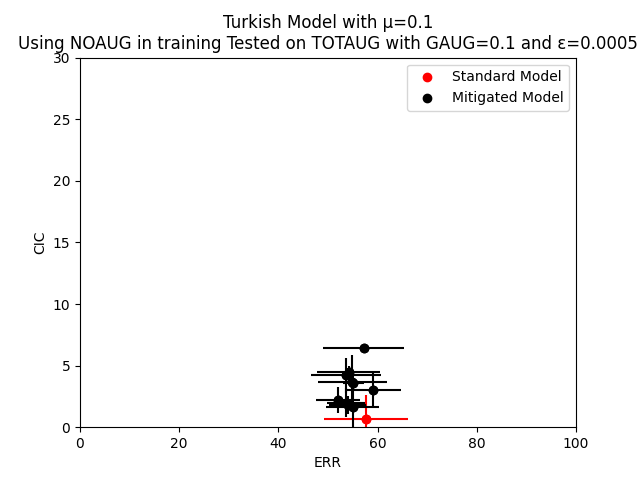 Turkish Model with μ=0.1
Using NOAUG in training Tested on TOTAUG with GAUG=0.1 and ε=0.0005
Standard Model
Mitigated Model
CIC
30
25
20
15
10
5
0
0
20
40
60
80
100
ERR